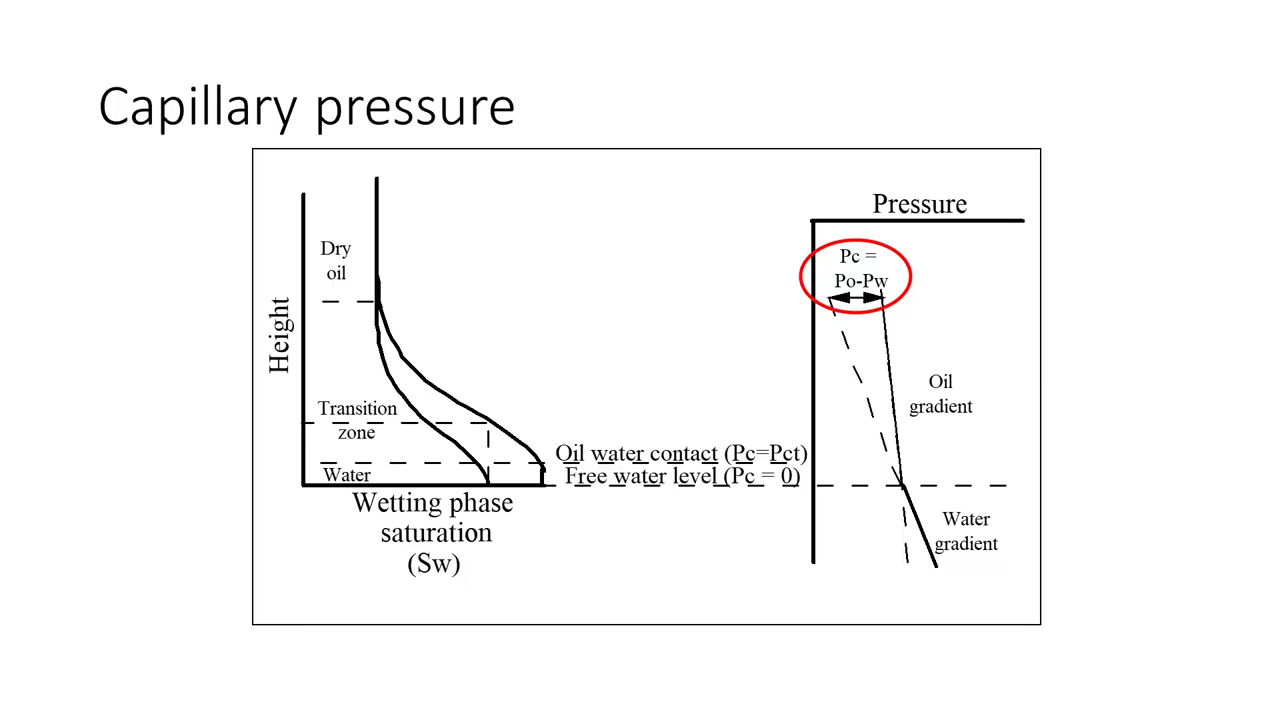 Capillary pressure
Dry
oil
Height
Transition
zone
Water
Oil water contact (Pc=Pct)
Free water level (Pc = 0)
Wetting phase
saturation
(Sw)
Pressure
Pc =
Po-Pw
Oil
gradient
Water
gradient